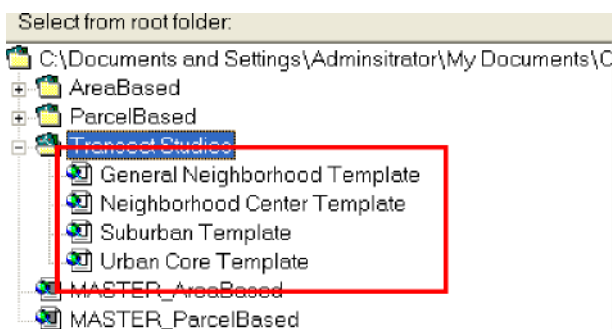 Select from root folder:
C:\Documents and Settings\Adminsitrator\My Documents\C
AreaBased
ParcelBased
Transect Studies
General Neighborhood Template
Neighborhood Center Template
Suburban Template
Urban Core Template
MASTER_AreaBased
MASTER_ParcelBased